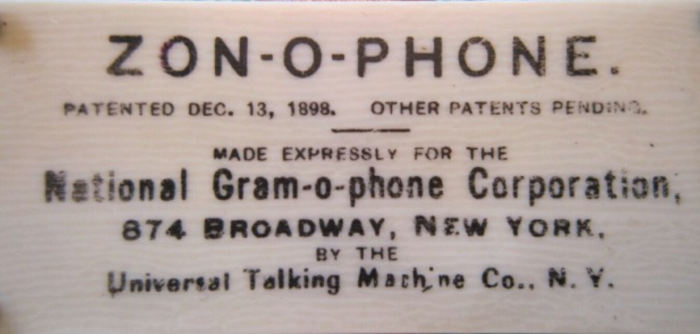 ZON-O-PHONE.
PATENTED DEC. 13, 1898. OTHER PATENTS PENDING.
MADE EXPRESSLY FOR THE
National Gram-o-phone Corporation,
874 BROADWAY, NEW YORK,
BY THE
Universal Talking Machine Co., N. Y.